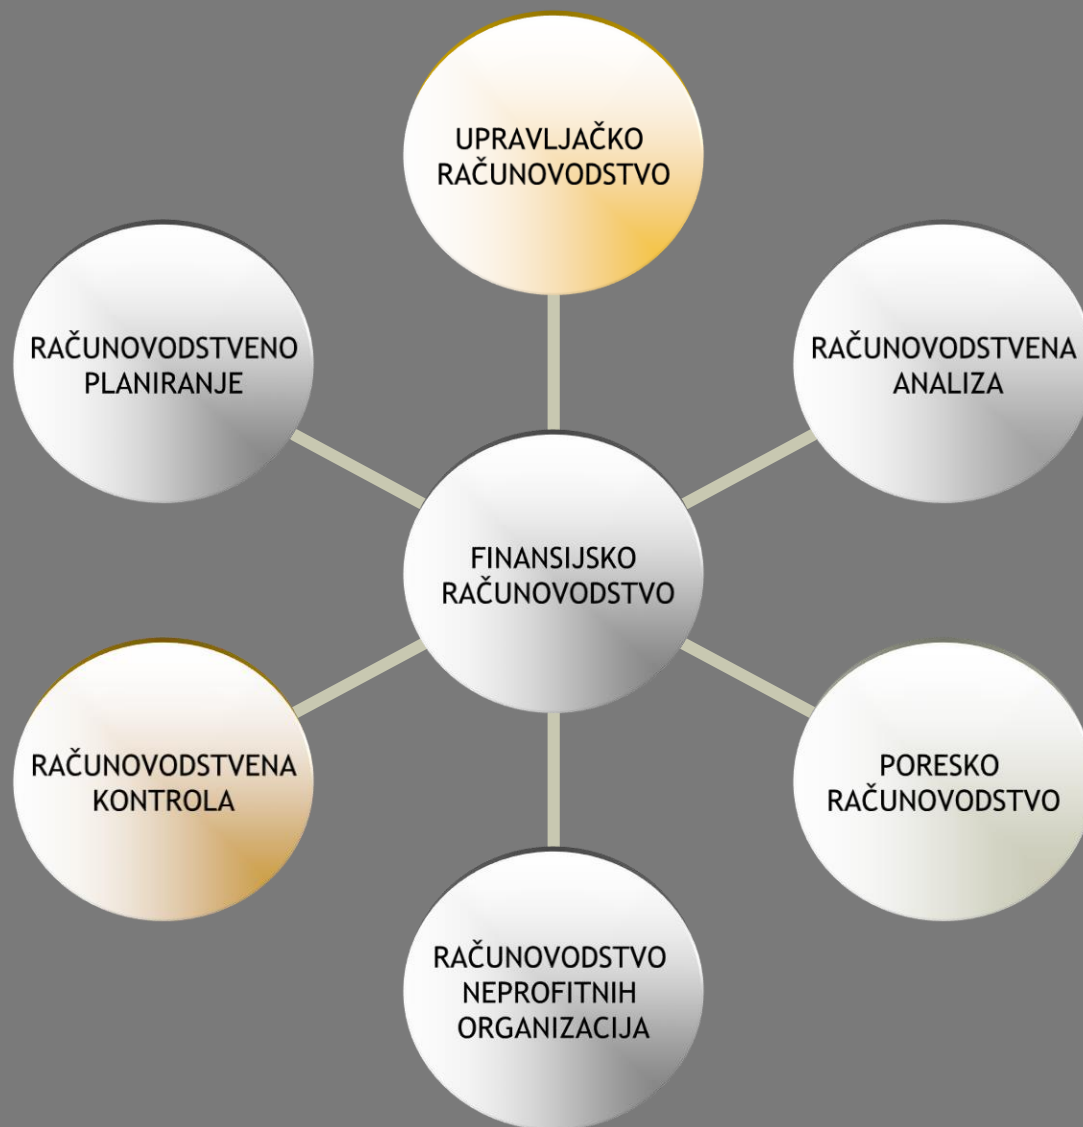 UPRAVLJAČKO
RAČUNOVODSTVO
RAČUNOVODSTVENO
PLANIRANJE
RAČUNOVODSTVENA
ANALIZA
FINANSIJSKO
RAČUNOVODSTVO
RAČUNOVODSTVENA
KONTROLA
PORESKO
RAČUNOVODSTVO
RAČUNOVODSTVO
NEPROFITNIH
ORGANIZACIJA